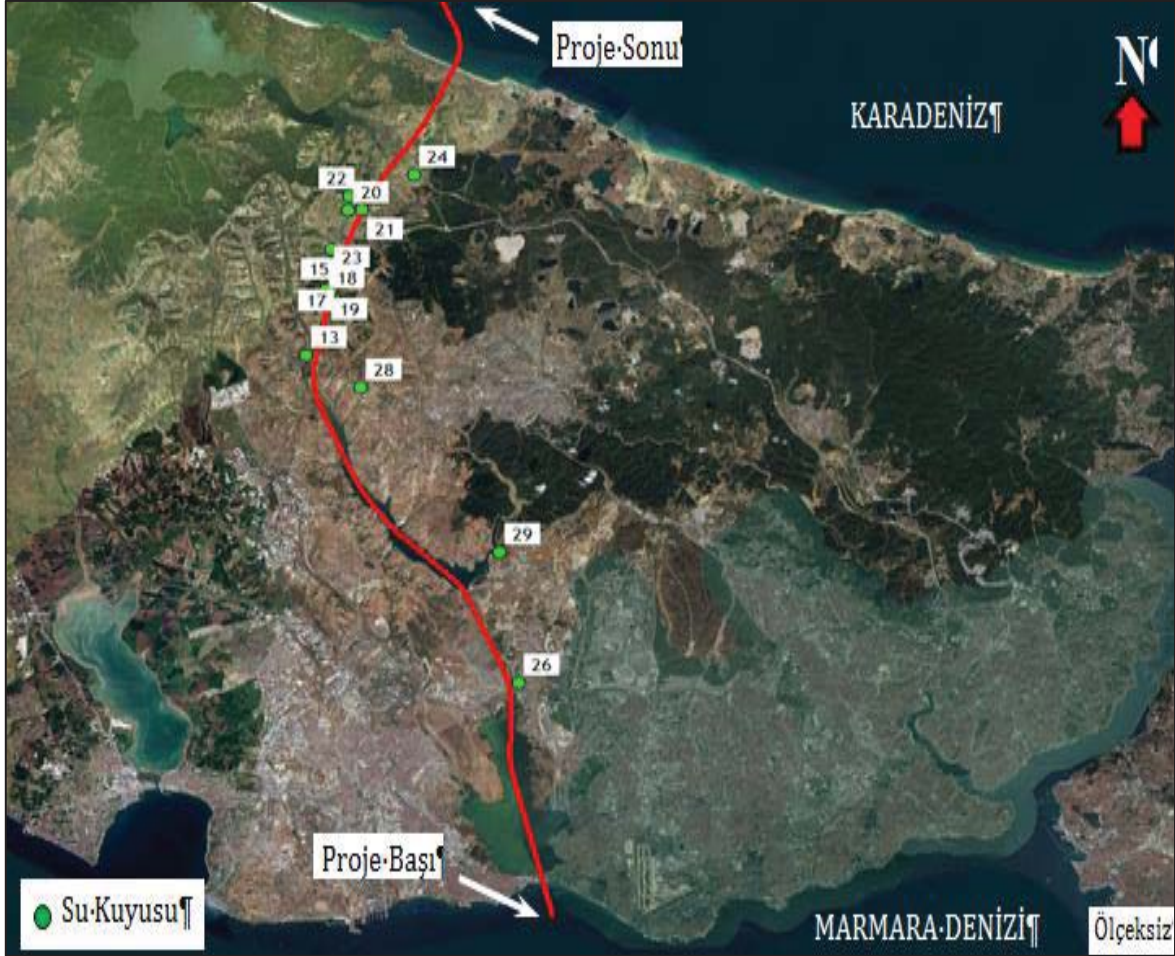 Proje·Sonu¶
N
KARADENİZ¶
24
22
20
21
23
15
18
17
19
13
28
29
26
Proje·Başı¶
Su·Kuyusu¶
MARMARA·DENİZİ¶
Ölçeksiz